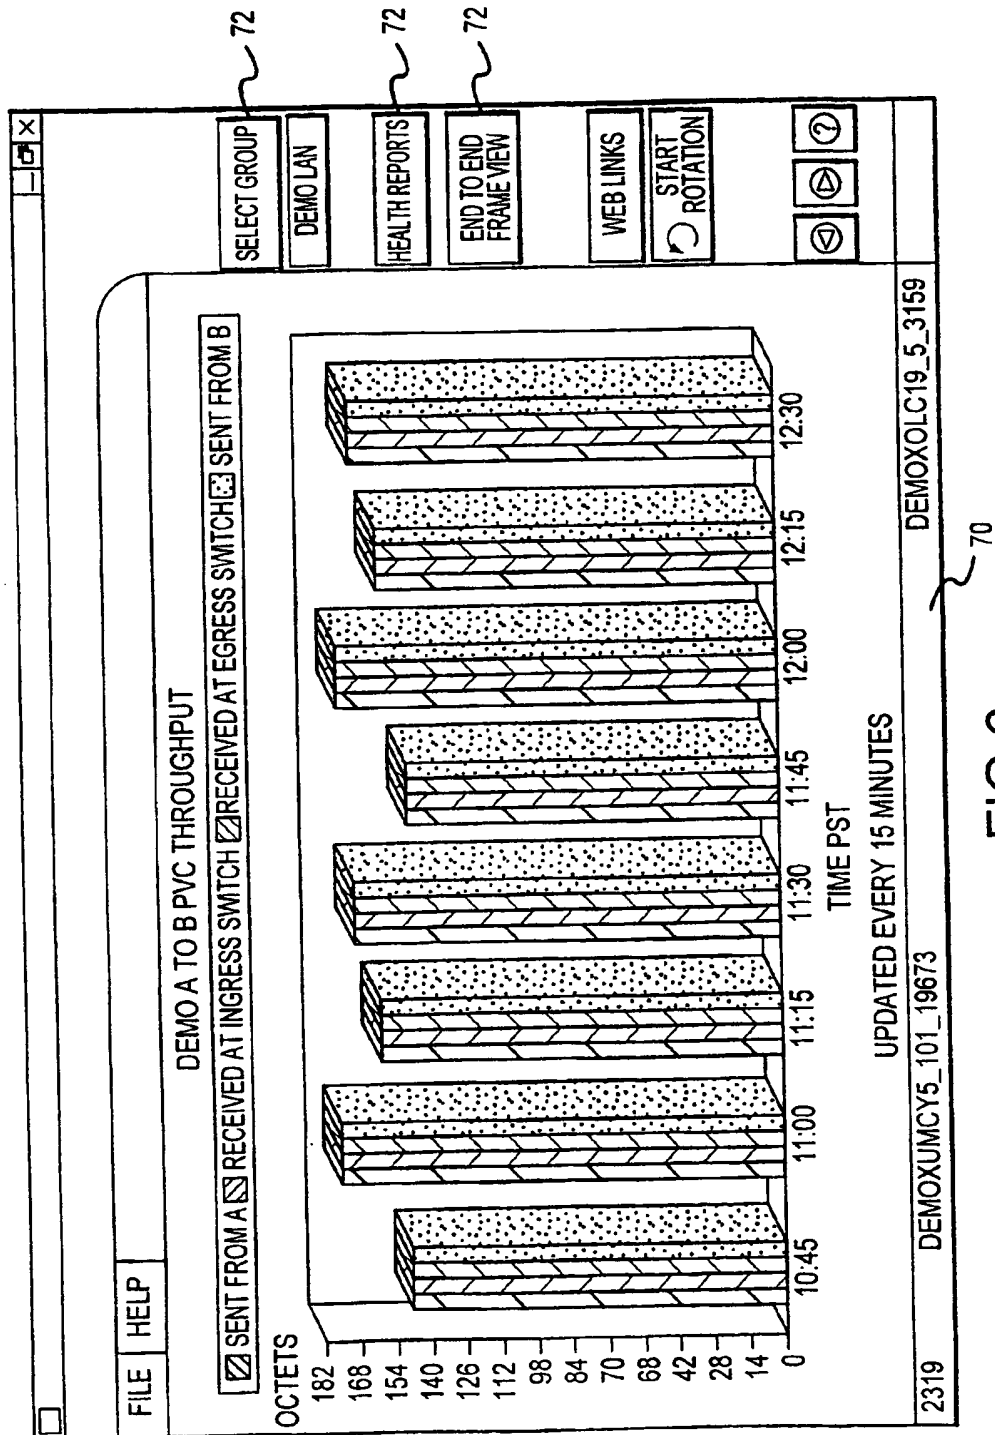 FILE HELP
DEMO A TO B PVC THROUGHPUT
SENT FROM A RECEIVED AT INGRESS SWITCH RECEIVED AT EGRESS SWITCH SENT FROM B
OCTETS
182
168
154
140
126
112
98
84
70
68
42
28
14
0
10:45 11:00 11:15 11:30 11:45 12:00 12:15 12:30
TIME PST
UPDATED EVERY 15 MINUTES
SELECT GROUP
72
DEMO LAN
HEALTH REPORTS
72
END TO END
FRAME VIEW
72
WEB LINKS
START
ROTATION
?
2319 DEMOXUMCY5_101_19673 DEMOXOLC19_5_3159
70
FIG